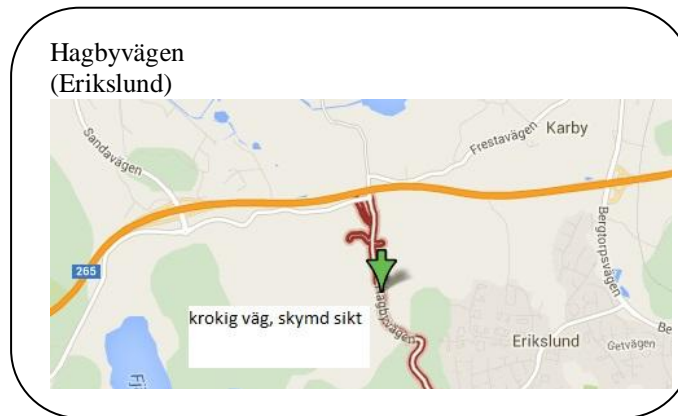 Hagbyvägen
(Erikslund)
Sandavägen
Frestavägen
Karby
Bergtorpsvägen
265
krokig väg, skymd sikt
Hagbyvägen
Erikslund
Getvägen